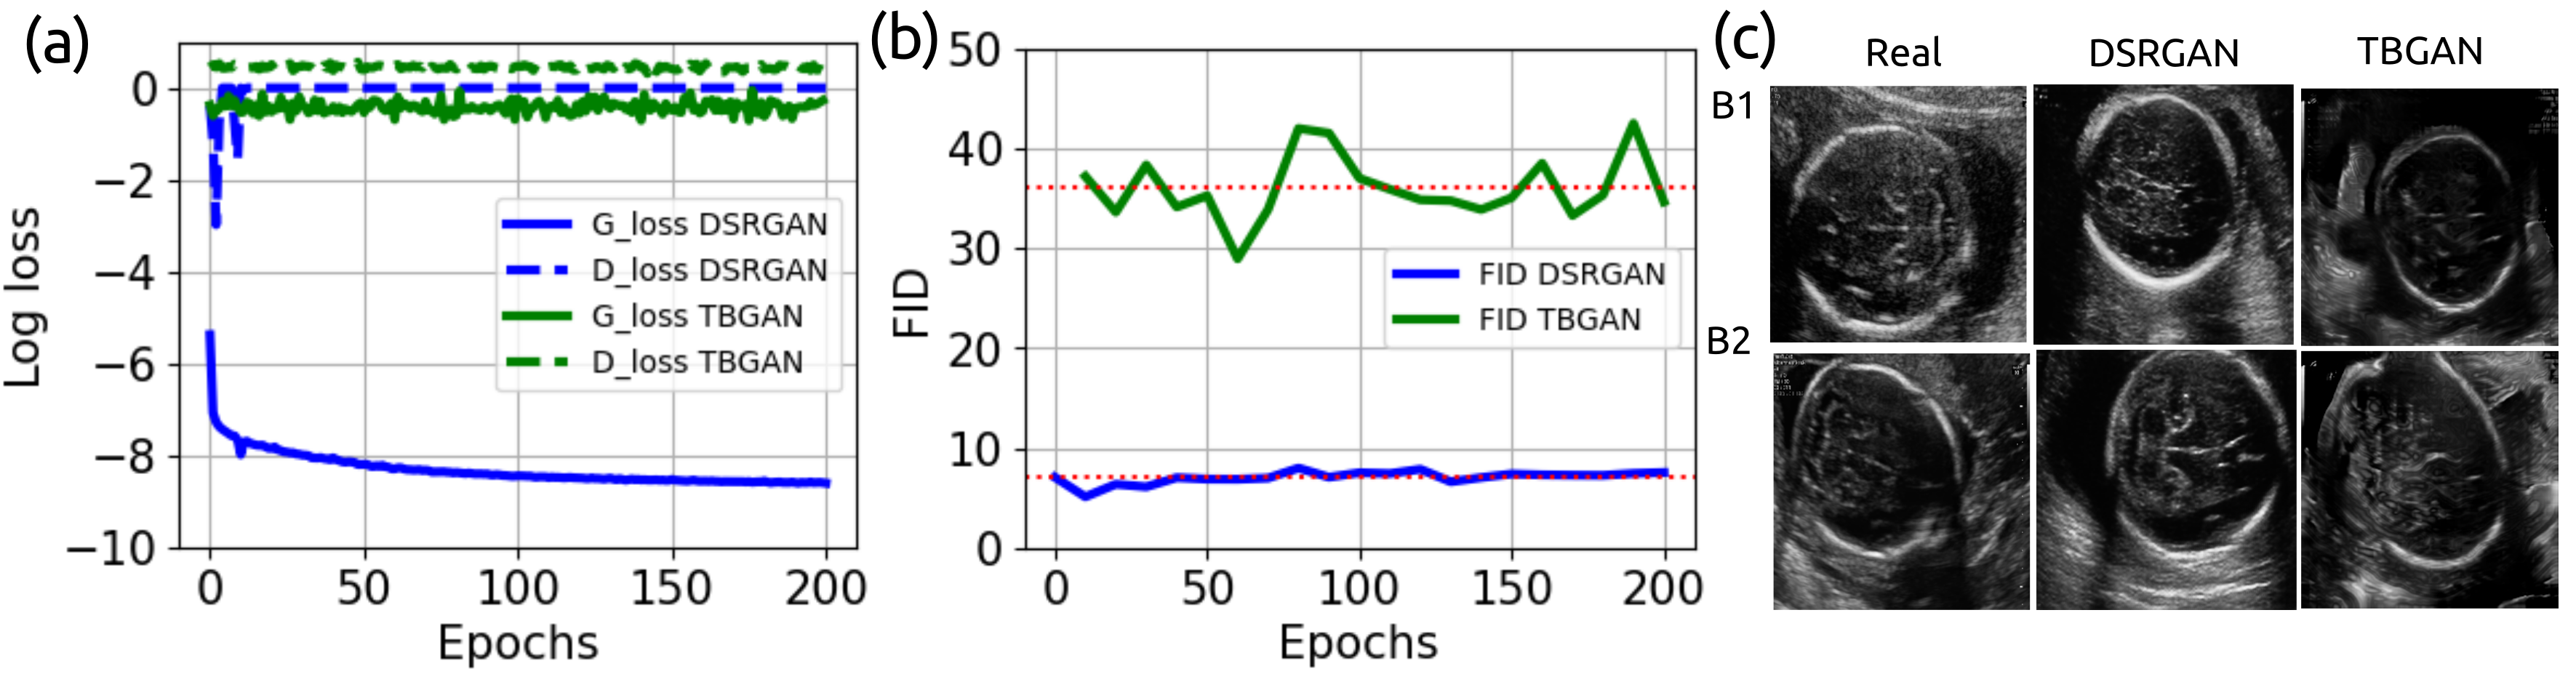 (a)
0
−2
−4
−6
−8
−10
Log loss
0 50 100 150 200
Epochs
G_loss DSRGAN
D_loss DSRGAN
G_loss TBGAN
D_loss TBGAN
(b)
50
40
30
20
10
0
FID
0 50 100 150 200
Epochs
FID DSRGAN
FID TBGAN
(c)
Real DSRGAN TBGAN
B1
B2